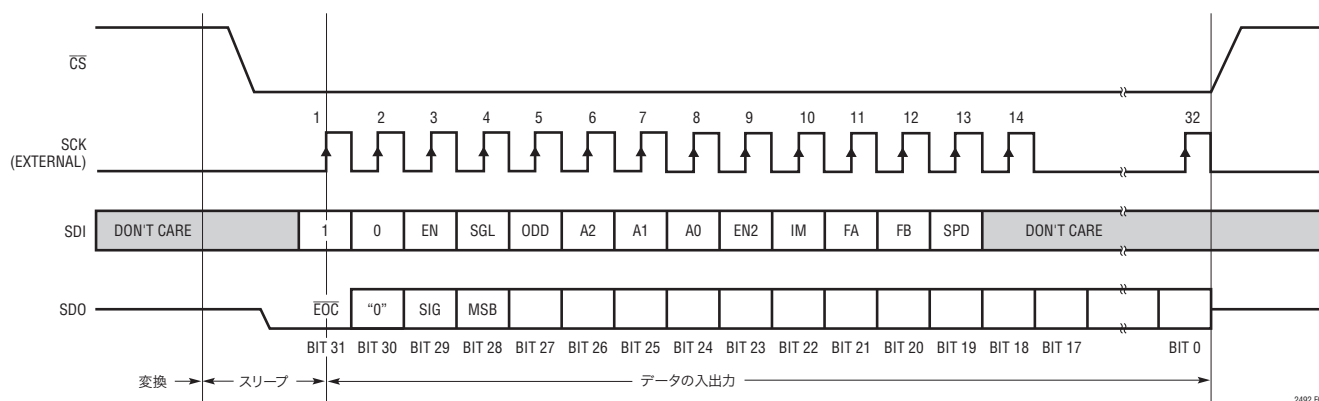 CS
1 2 3 4 5 6 7 8 9 10 11 12 13 14 32
SCK
(EXTERNAL)
SDI DON'T CARE 1 0 EN SGL ODD A2 A1 A0 EN2 IM FA FB SPD DON'T CARE
SDO EOC “0” SIG MSB
BIT 31 BIT 30 BIT 29 BIT 28 BIT 27 BIT 26 BIT 25 BIT 24 BIT 23 BIT 22 BIT 21 BIT 20 BIT 19 BIT 18 BIT 17 BIT 0
変換 スリープ データの入出力